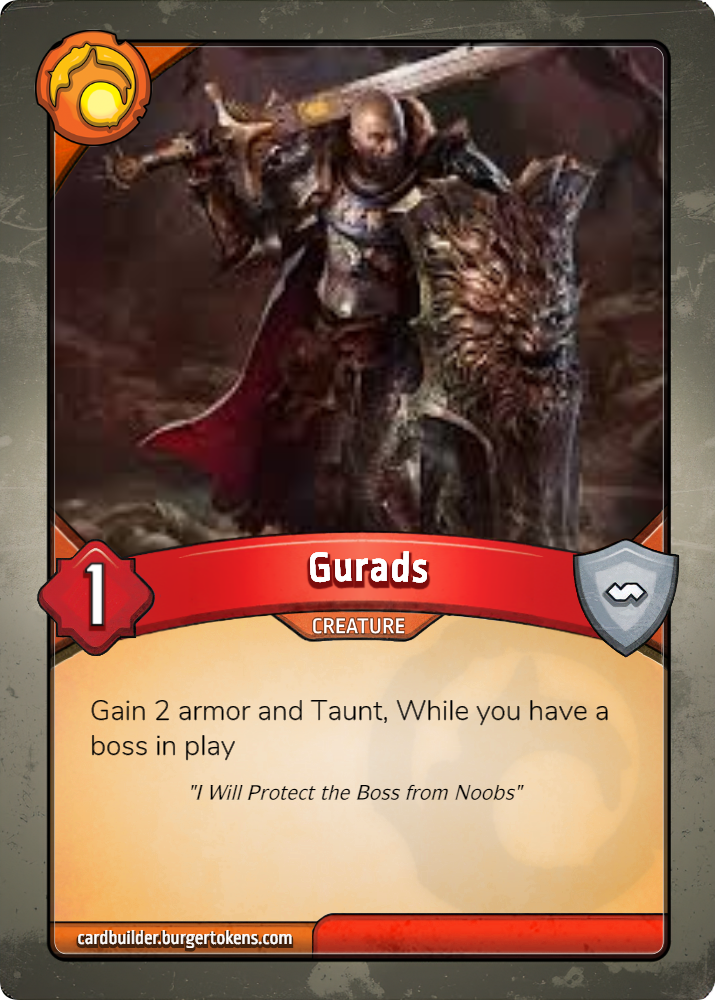 Gurads
1
CREATURE
Gain 2 armor and Taunt, While you have a
boss in play
"I Will Protect the Boss from Noobs"
cardbuilder.burgertokens.com